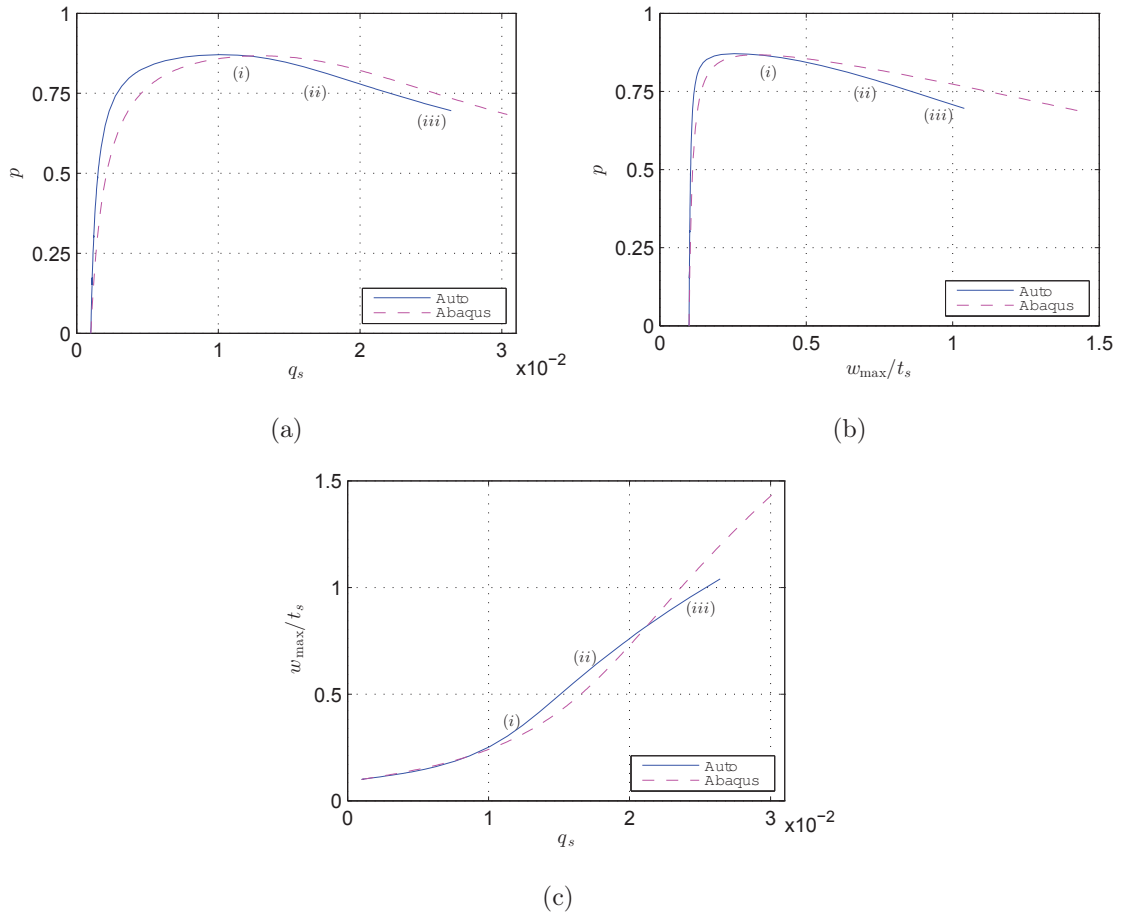 1
0.75
0.5
0.25
0
p
(i)
(ii)
(iii)
Auto
Abaqus
0
1
2
3
x10⁻²
q_s
(a)
1
0.75
0.5
0.25
0
p
(i)
(ii)
(iii)
Auto
Abaqus
0
0.5
1
1.5
w_max/t_s
(b)
1.5
1
0.5
0
w_max/t_s
(i)
(ii)
(iii)
Auto
Abaqus
0
1
2
3
x10⁻²
q_s
(c)